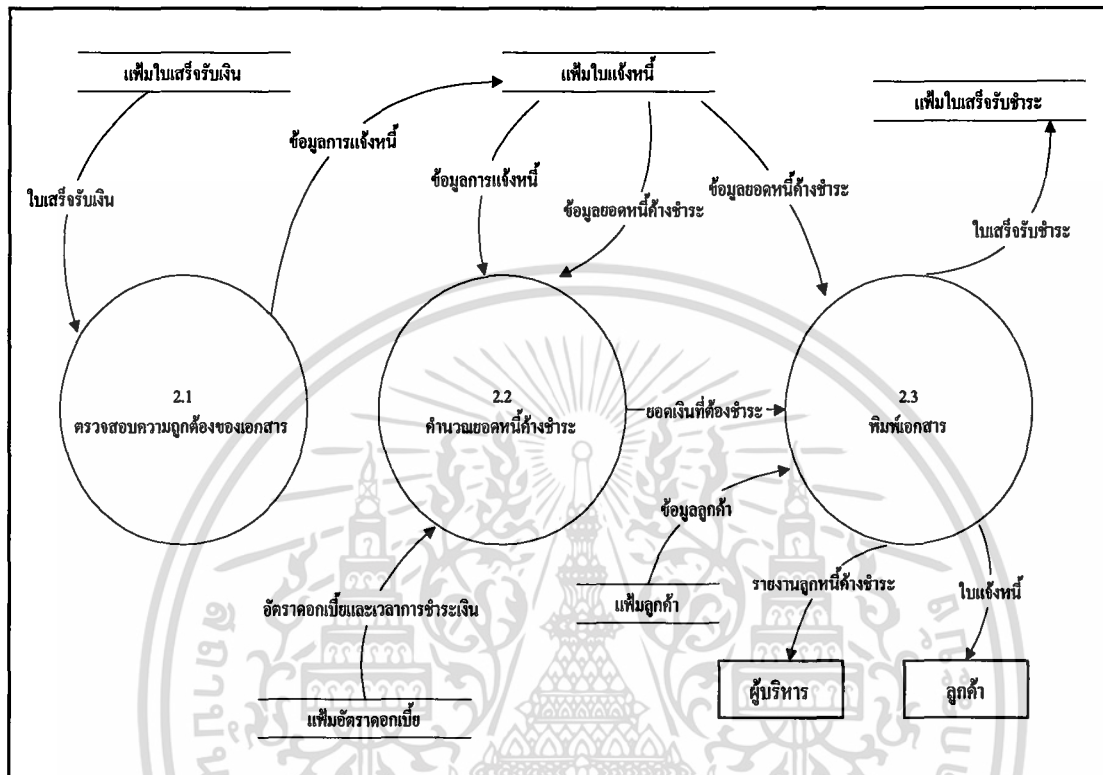 แฟ้มใบเสร็จรับเงิน
แฟ้มใบแจ้งหนี้
แฟ้มใบเสร็จรับชำระ
ข้อมูลการแจ้งหนี้
ใบเสร็จรับเงิน
ข้อมูลการแจ้งหนี้
ข้อมูลยอดหนี้ค้างชำระ
ข้อมูลยอดหนี้ค้างชำระ
ใบเสร็จรับชำระ
2.1
ตรวจสอบความถูกต้องของเอกสาร
2.2
คำนวณยอดหนี้ค้างชำระ
ยอดเงินที่ต้องชำระ
2.3
พิมพ์เอกสาร
ข้อมูลลูกค้า
แฟ้มลูกค้า
อัตราดอกเบี้ยและเวลาการชำระเงิน
แฟ้มอัตราดอกเบี้ย
รายงานลูกหนี้ค้างชำระ
ใบแจ้งหนี้
ผู้บริหาร
ลูกค้า